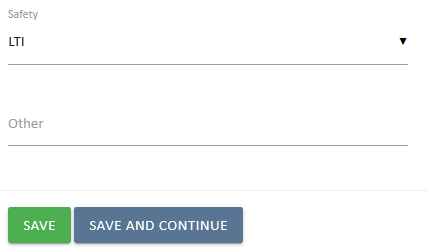 Safety
LTI
Other
SAVE SAVE AND CONTINUE